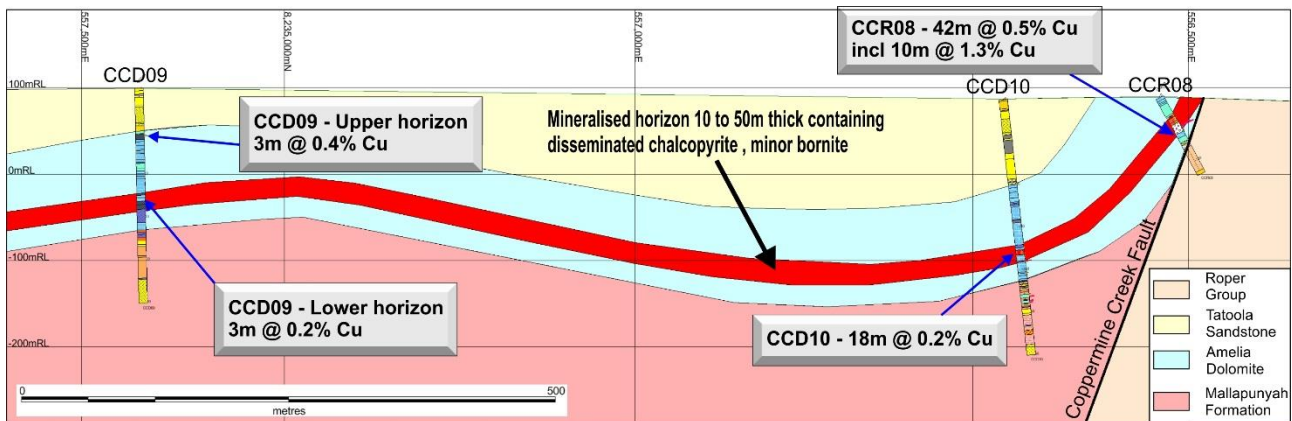 557,500mE
8,235,000mN
557,000mE
556,500mE
CCR08 - 42m @ 0.5% Cu
incl 10m @ 1.3% Cu
CCD09
CCD10
CCR08
100mRL
CCD09 - Upper horizon
3m @ 0.4% Cu
Mineralised horizon 10 to 50m thick containing
disseminated chalcopyrite , minor bornite
0mRL
-100mRL
CCD09 - Lower horizon
3m @ 0.2% Cu
CCD10 - 18m @ 0.2% Cu
-200mRL
Coppermine Creek Fault
Roper
Group
Tatoola
Sandstone
Amelia
Dolomite
Mallapunyah
Formation
0
500
metres